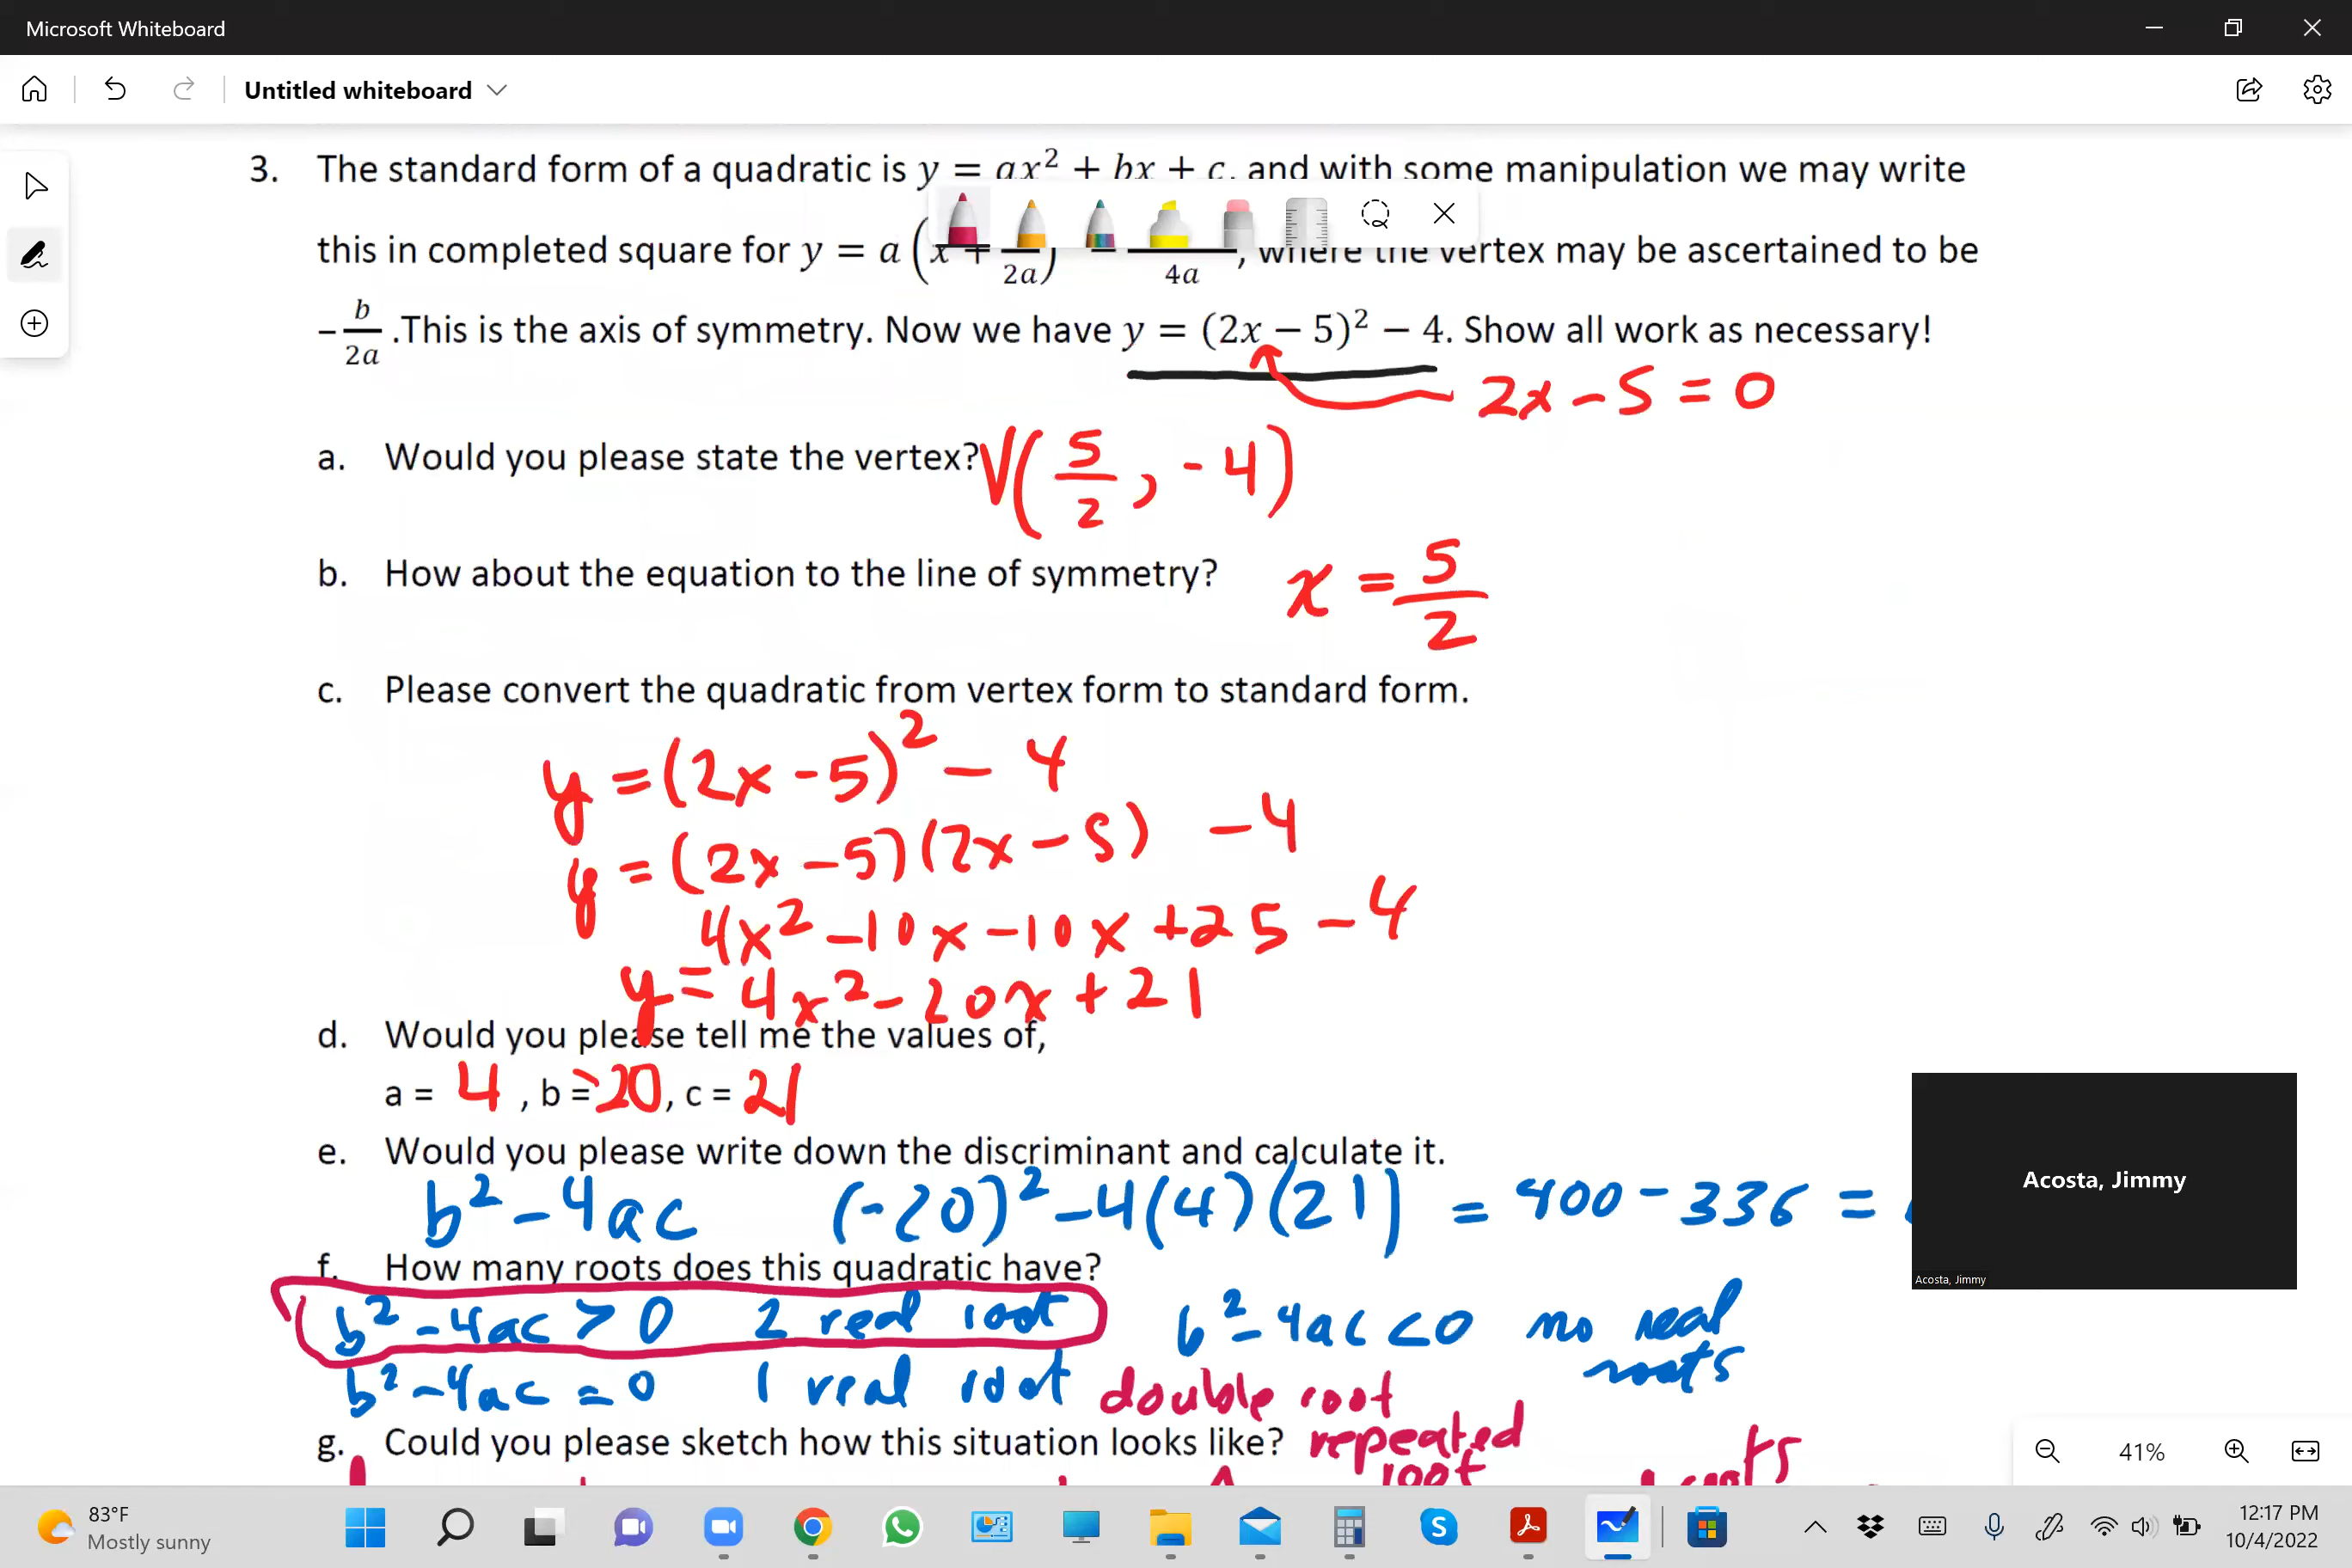 Microsoft Whiteboard
Untitled whiteboard
3. The standard form of a quadratic is y = ax² + bx + c. and with some manipulation we may write
this in completed square for y = a (x + 2a) − 4a, where the vertex may be ascertained to be
− b/2a .This is the axis of symmetry. Now we have y = (2x − 5)² − 4. Show all work as necessary!
2x − 5 = 0
a. Would you please state the vertex? V(5/2, −4)
b. How about the equation to the line of symmetry? x = 5/2
c. Please convert the quadratic from vertex form to standard form.
y = (2x − 5)² − 4
y = (2x − 5)(2x − 5) − 4
4x² − 10x − 10x + 25 − 4
y = 4x² − 20x + 21
d. Would you please tell me the values of,
a = 4 , b = −20, c = 21
e. Would you please write down the discriminant and calculate it.
b² − 4ac (−20)² − 4(4)(21) = 400 − 336 =
f. How many roots does this quadratic have?
b² − 4ac > 0 2 real root b² − 4ac < 0 no real
roots
b² − 4ac = 0 1 real root double root
g. Could you please sketch how this situation looks like? repeated
root
Acosta, Jimmy
Acosta, Jimmy
41%
83°F
Mostly sunny
12:17 PM
10/4/2022